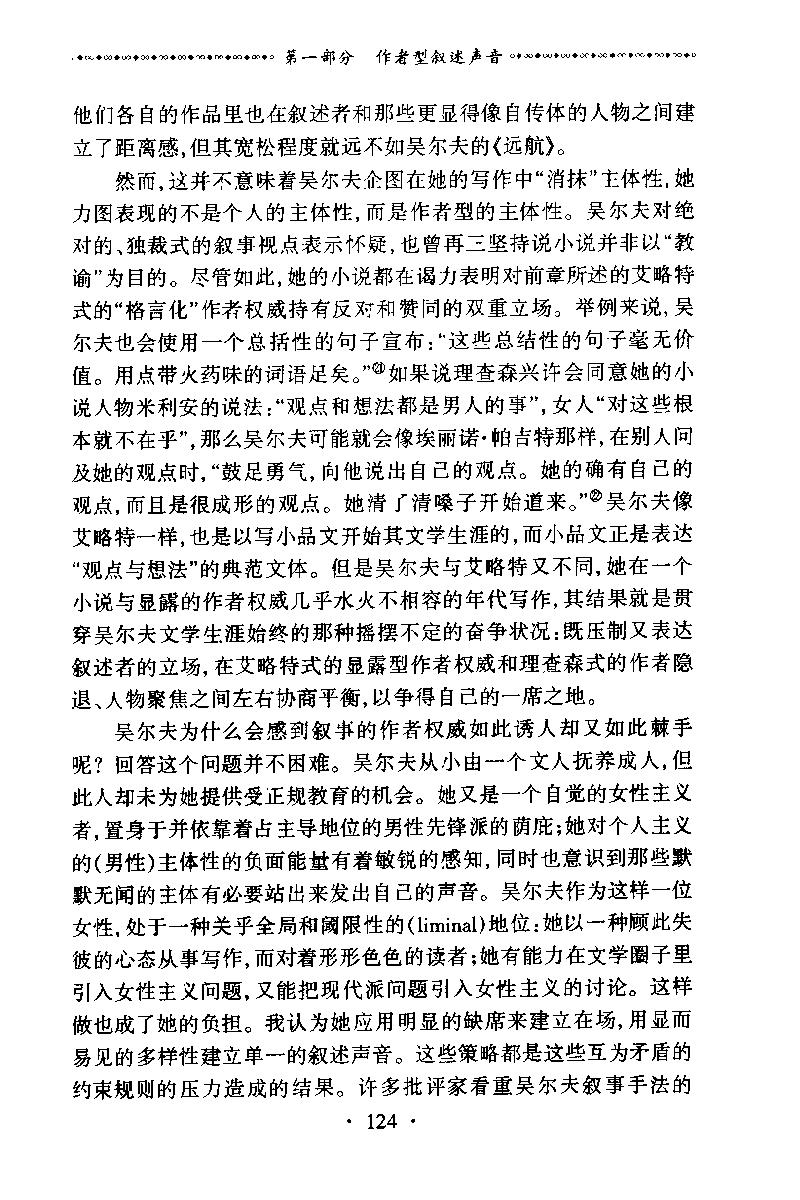 第一部分 作者型叙述声音
他们各自的作品里也在叙述者和那些更显得像自传体的人物之间建
立了距离感,但其宽松程度就远不如吴尔夫的《远航》。
然而,这并不意味着吴尔夫企图在她的写作中“消抹”主体性,她
力图表现的不是个人的主体性,而是作者型的主体性。吴尔夫对绝
对的、独裁式的叙事视点表示怀疑,也曾再三坚持说小说并非以“教
谕”为目的。尽管如此,她的小说都在竭力表明对前章所述的艾略特
式的“格言化”作者权威持有反对和赞同的双重立场。举例来说,吴
尔夫也会使用一个总括性的句子宣布:“这些总结性的句子毫无价
值。用点带火药味的词语足矣。”㉑如果说理查森兴许会同意她的小
说人物米利安的说法:“观点和想法都是男人的事”,女人“对这些根
本就不在乎”,那么吴尔夫可能就会像埃丽诺·帕吉特那样,在别人问
及她的观点时,“鼓足勇气,向他说出自己的观点。她的确有自己的
观点,而且是很成形的观点。她清了清嗓子开始道来。”㉒吴尔夫像
艾略特一样,也是以写小品文开始其文学生涯的,而小品文正是表达
“观点与想法”的典范文体。但是吴尔夫与艾略特又不同,她在一个
小说与显露的作者权威几乎水火不相容的年代写作,其结果就是贯
穿吴尔夫文学生涯始终的那种摇摆不定的奋争状况:既压制又表达
叙述者的立场,在艾略特式的显露型作者权威和理查森式的作者隐
退、人物聚焦之间左右协商平衡,以争得自己的一席之地。
吴尔夫为什么会感到叙事的作者权威如此诱人却又如此棘手
呢？回答这个问题并不困难。吴尔夫从小由一个文人抚养成人,但
此人却未为她提供受正规教育的机会。她又是一个自觉的女性主义
者,置身于并依靠着占主导地位的男性先锋派的荫庇;她对个人主义
的(男性)主体性的负面能量有着敏锐的感知,同时也意识到那些默
默无闻的主体有必要站出来发出自己的声音。吴尔夫作为这样一位
女性,处于一种关乎全局和阈限性的(liminal)地位:她以一种顾此失
彼的心态从事写作,而对着形形色色的读者;她有能力在文学圈子里
引入女性主义问题,又能把现代派问题引入女性主义的讨论。这样
做也成了她的负担。我认为她应用明显的缺席来建立在场,用显而
易见的多样性建立单一的叙述声音。这些策略都是这些互为矛盾的
约束规则的压力造成的结果。许多批评家看重吴尔夫叙事手法的
· 124 ·